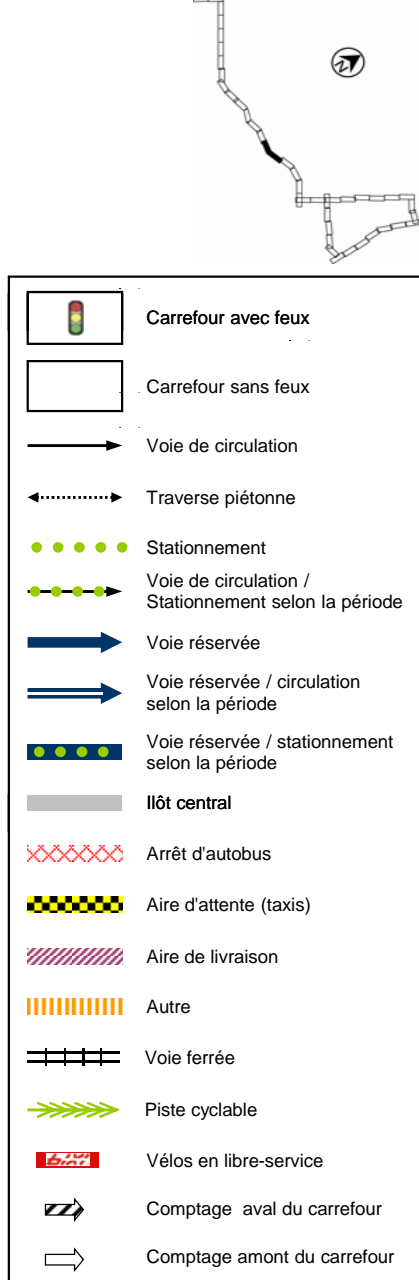 N
Carrefour avec feux
Carrefour sans feux
Voie de circulation
Traverse piétonne
Stationnement
Voie de circulation /
Stationnement selon la période
Voie réservée
Voie réservée / circulation
selon la période
Voie réservée / stationnement
selon la période
Ilôt central
Arrêt d'autobus
Aire d'attente (taxis)
Aire de livraison
Autre
Voie ferrée
Piste cyclable
Vélos en libre-service
Comptage aval du carrefour
Comptage amont du carrefour